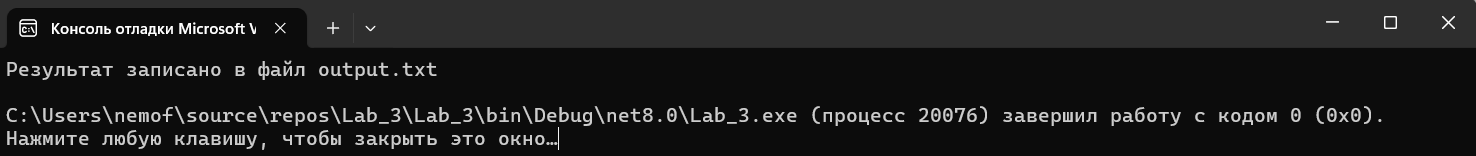 Консоль отладки Microsoft V
Результат записано в файл output.txt
C:\Users\nemof\source\repos\Lab_3\Lab_3\bin\Debug\net8.0\Lab_3.exe (процесс 20076) завершил работу с кодом 0 (0x0).
Нажмите любую клавишу, чтобы закрыть это окно…